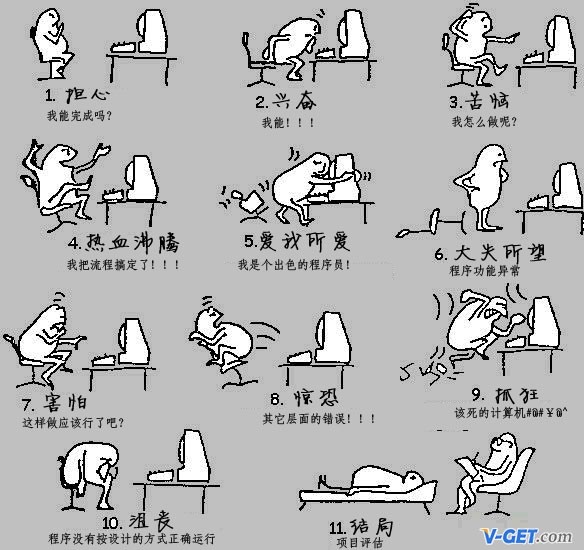 1. 担心
我能完成吗?
2. 兴奋
我能!!!
3. 苦恼
我怎么做呢?
4. 热血沸腾
我把流程搞定了!!!
5. 爱我所爱
我是个出色的程序员!
6. 大失所望
程序功能异常
7. 害怕
这样做应该行了吧?
8. 惊恐
其它层面的错误!!!
9. 抓狂
该死的计算机#@#￥@^
10. 沮丧
程序没有按设计的方式正确运行
11. 结局
项目评估
V-GET.com